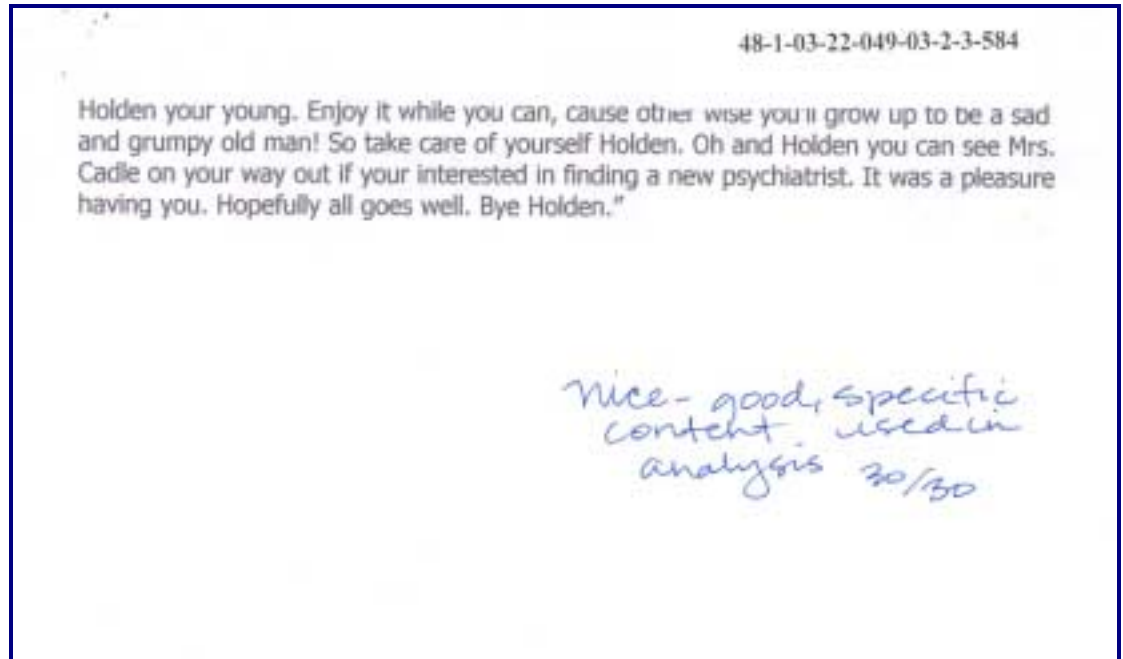 48-1-03-22-049-03-2-3-584
Holden your young. Enjoy it while you can, cause other wise you'll grow up to be a sad
and grumpy old man! So take care of yourself Holden. Oh and Holden you can see Mrs.
Cadle on your way out if your interested in finding a new psychiatrist. It was a pleasure
having you. Hopefully all goes well. Bye Holden."
Nice - good, specific
content used in
analysis 30/30